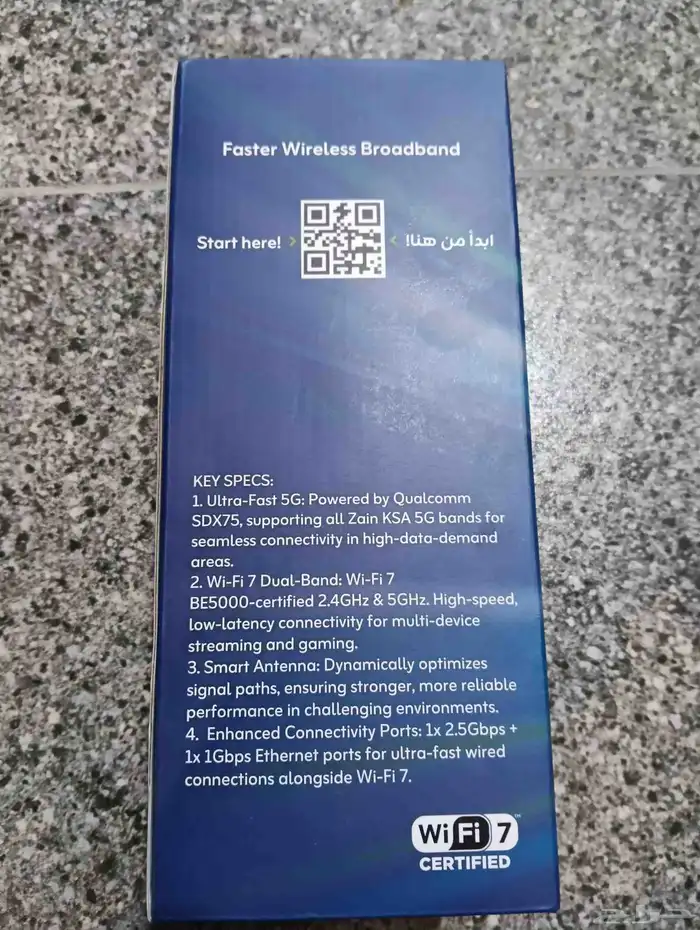 Faster Wireless Broadband
Start here! > < ابدأ من هنا!
KEY SPECS:
1. Ultra-Fast 5G: Powered by Qualcomm
SDX75, supporting all Zain KSA 5G bands for
seamless connectivity in high-data-demand
areas.
2. Wi-Fi 7 Dual-Band: Wi-Fi 7
BE5000-certified 2.4GHz & 5GHz. High-speed,
low-latency connectivity for multi-device
streaming and gaming.
3. Smart Antenna: Dynamically optimizes
signal paths, ensuring stronger, more reliable
performance in challenging environments.
4. Enhanced Connectivity Ports: 1x 2.5Gbps +
1x 1Gbps Ethernet ports for ultra-fast wired
connections alongside Wi-Fi 7.
Wi Fi 7™
CERTIFIED